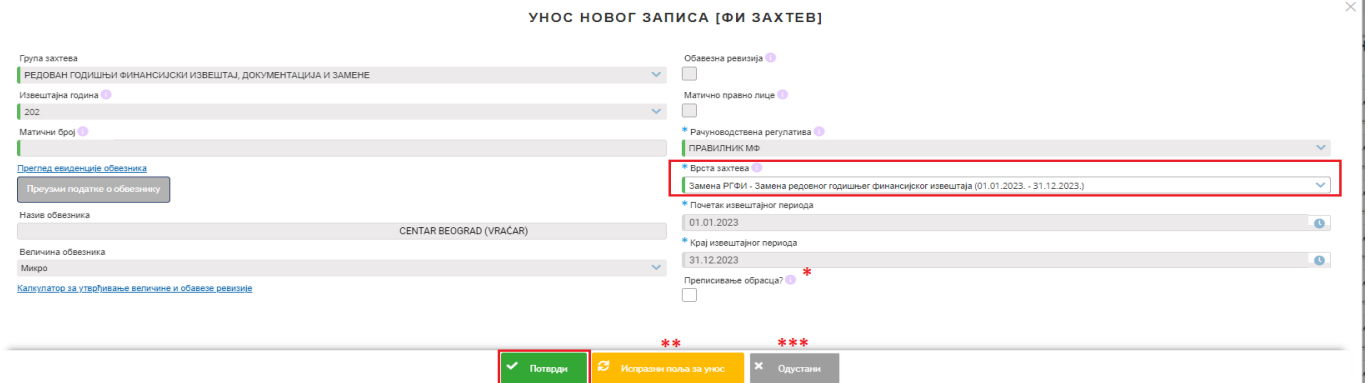 УНОС НОВОГ ЗАПИСА [ФИ ЗАХТЕВ]
Група захтева
РЕДОВАН ГОДИШЊИ ФИНАНСИЈСКИ ИЗВЕШТАЈ, ДОКУМЕНТАЦИЈА И ЗАМЕНЕ
Извештајна година
202
Матични број
Преглед евиденције обвезника
Преузми податке о обвезнику
Назив обвезника
CENTAR BEOGRAD (VRAČAR)
Величина обвезника
Микро
Калкулатор за утврђивање величине и обавезе ревизије
Обавезна ревизија
Матично правно лице
* Рачуноводствена регулатива
ПРАВИЛНИК МФ
* Врста захтева
Замена РГФИ - Замена редовног годишњег финансијског извештаја (01.01.2023. - 31.12.2023.)
* Почетак извештајног периода
01.01.2023
* Крај извештајног периода
31.12.2023
Преписивање обрасца? *
** ***
Потврди Испразни поља за унос Одустани